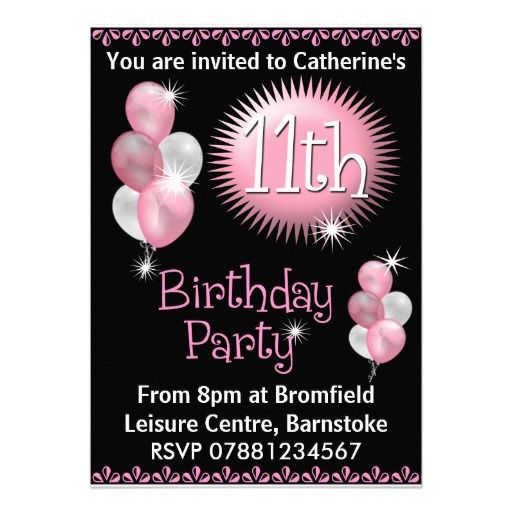 You are invited to Catherine's
11th
Birthday
Party
From 8pm at Bromfield
Leisure Centre, Barnstoke
RSVP 07881234567